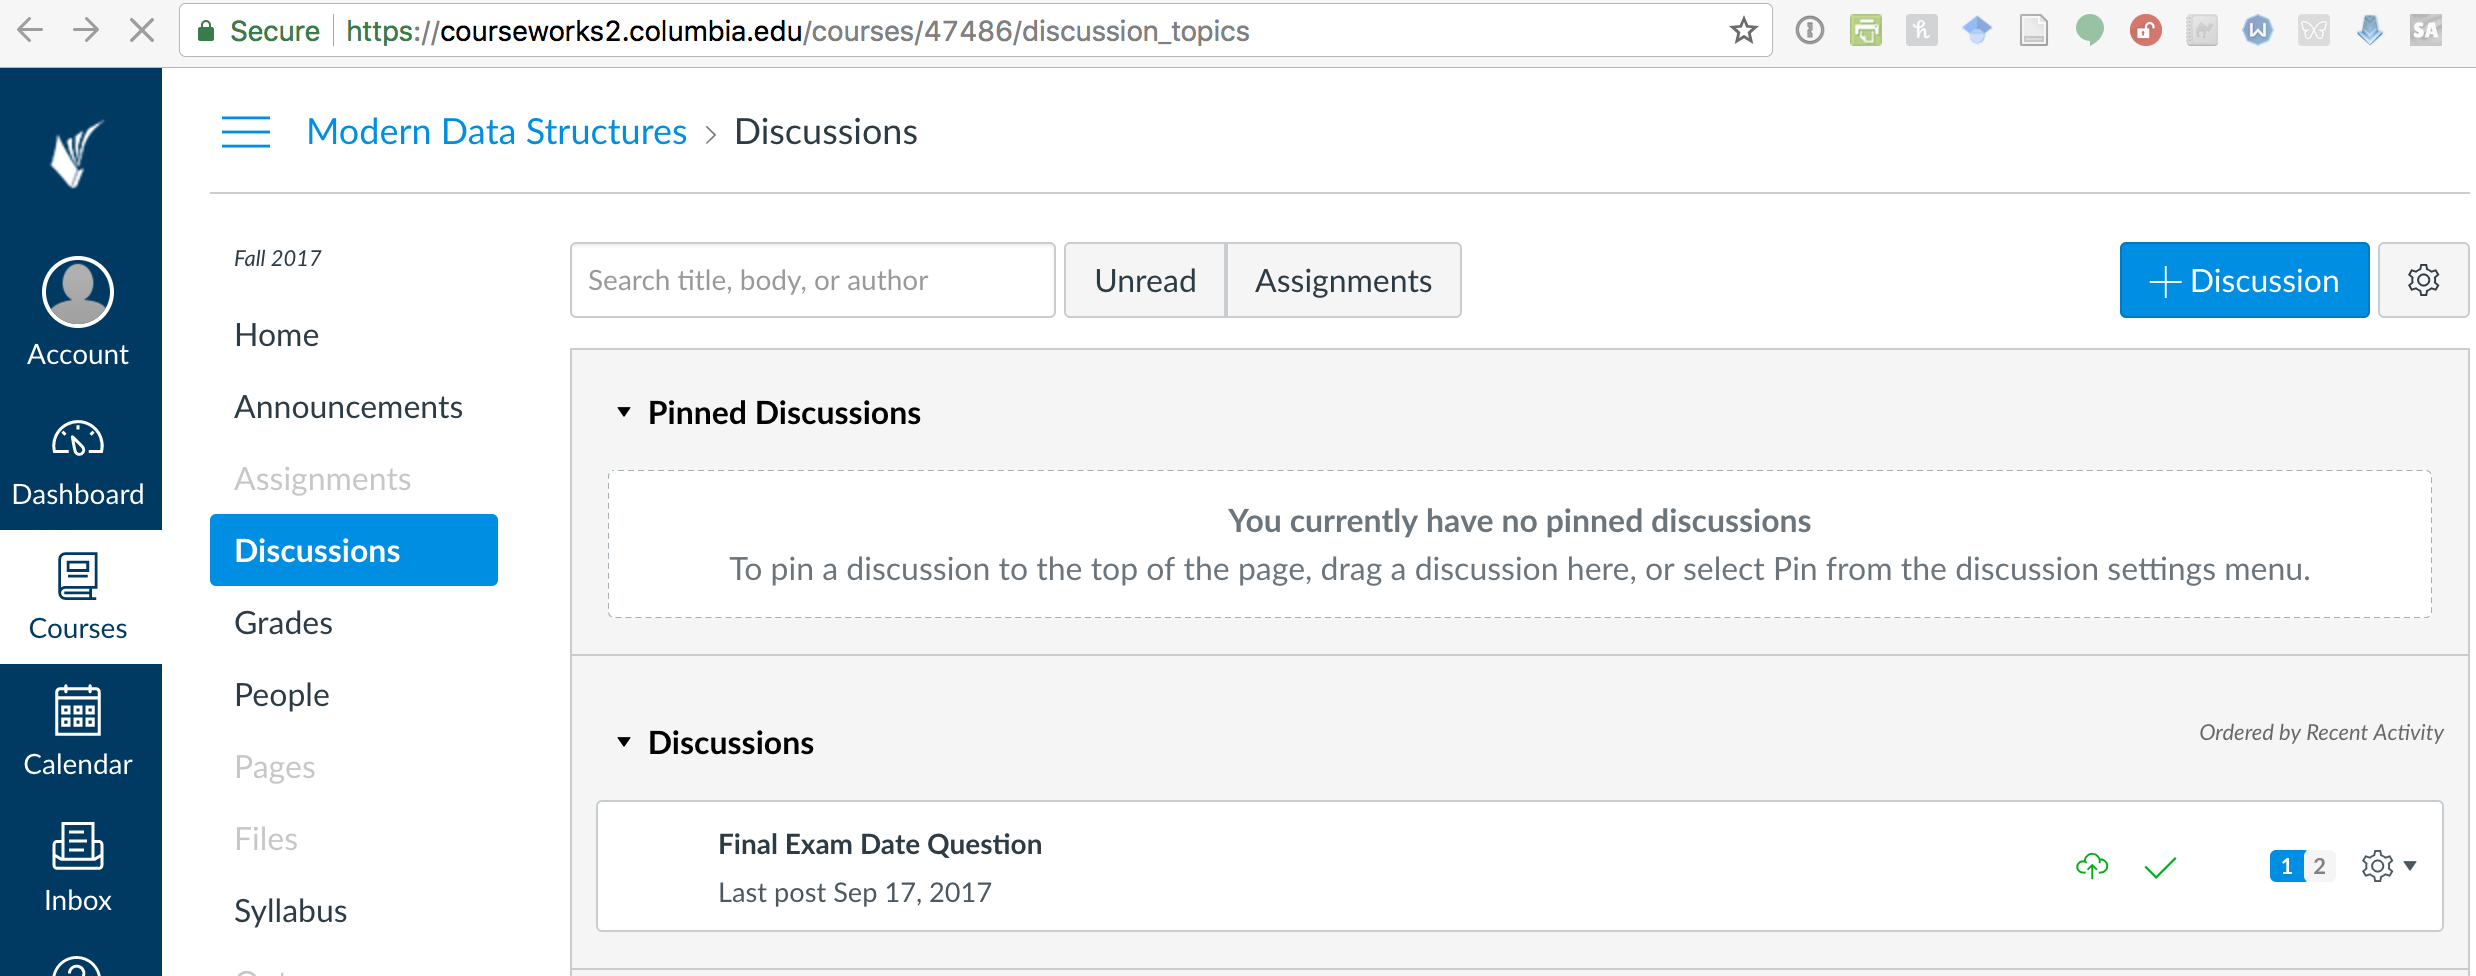 Secure https://courseworks2.columbia.edu/courses/47486/discussion_topics
SA
Modern Data Structures > Discussions
Account
Dashboard
Courses
Calendar
Inbox
Fall 2017
Home
Announcements
Assignments
Discussions
Grades
People
Pages
Files
Syllabus
Search title, body, or author
Unread
Assignments
+ Discussion
Pinned Discussions
You currently have no pinned discussions
To pin a discussion to the top of the page, drag a discussion here, or select Pin from the discussion settings menu.
Discussions
Ordered by Recent Activity
Final Exam Date Question
Last post Sep 17, 2017
1 2